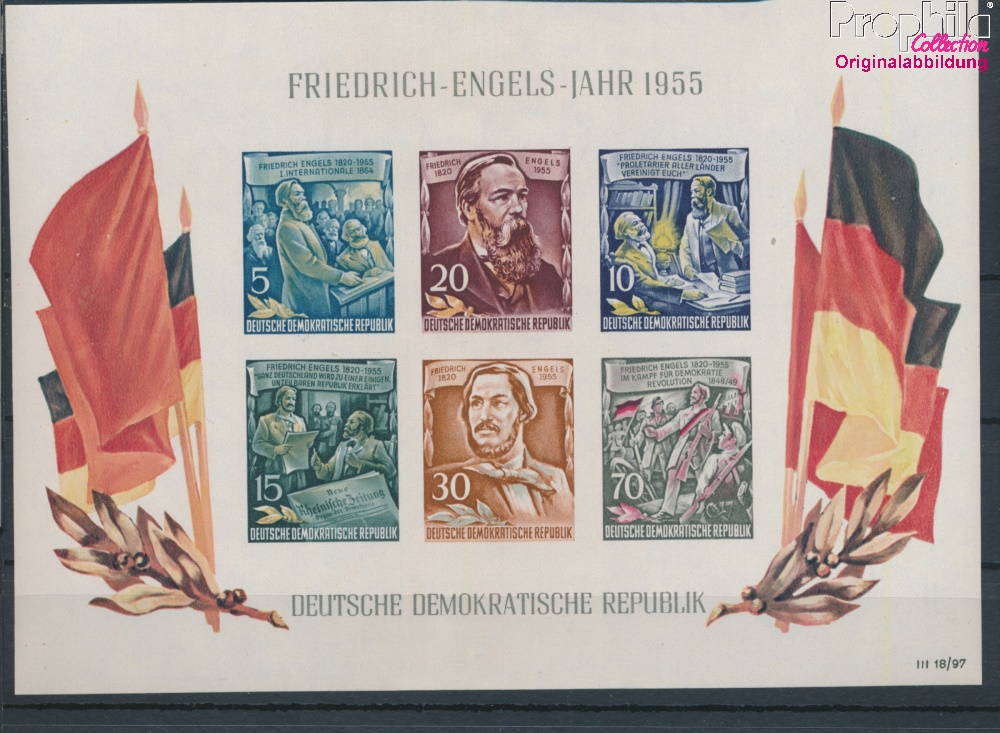 Prophila
Collection
Originalabbildung
FRIEDRICH-ENGELS-JAHR 1955
FRIEDRICH ENGELS 1820-1955
I. INTERNATIONALE 1864
5
DEUTSCHE DEMOKRATISCHE REPUBLIK
FRIEDRICH ENGELS
1820 1955
20
DEUTSCHE DEMOKRATISCHE REPUBLIK
FRIEDRICH ENGELS 1820-1955
"PROLETARIER ALLER LÄNDER
VEREINIGT EUCH"
10
DEUTSCHE DEMOKRATISCHE REPUBLIK
FRIEDRICH ENGELS 1820-1955
"GANZ DEUTSCHLAND WIRD ZU EINER EINIGEN,
UNTEILBAREN REPUBLIK ERKLÄRT"
Neue
Rheinische Zeitung
Organ der Demokratie
15
DEUTSCHE DEMOKRATISCHE REPUBLIK
FRIEDRICH ENGELS
1820 1955
30
DEUTSCHE DEMOKRATISCHE REPUBLIK
FRIEDRICH ENGELS 1820-1955
IM KAMPF FÜR DEMOKRATIE
REVOLUTION 1848/49
70
DEUTSCHE DEMOKRATISCHE REPUBLIK
DEUTSCHE DEMOKRATISCHE REPUBLIK
III 18/97